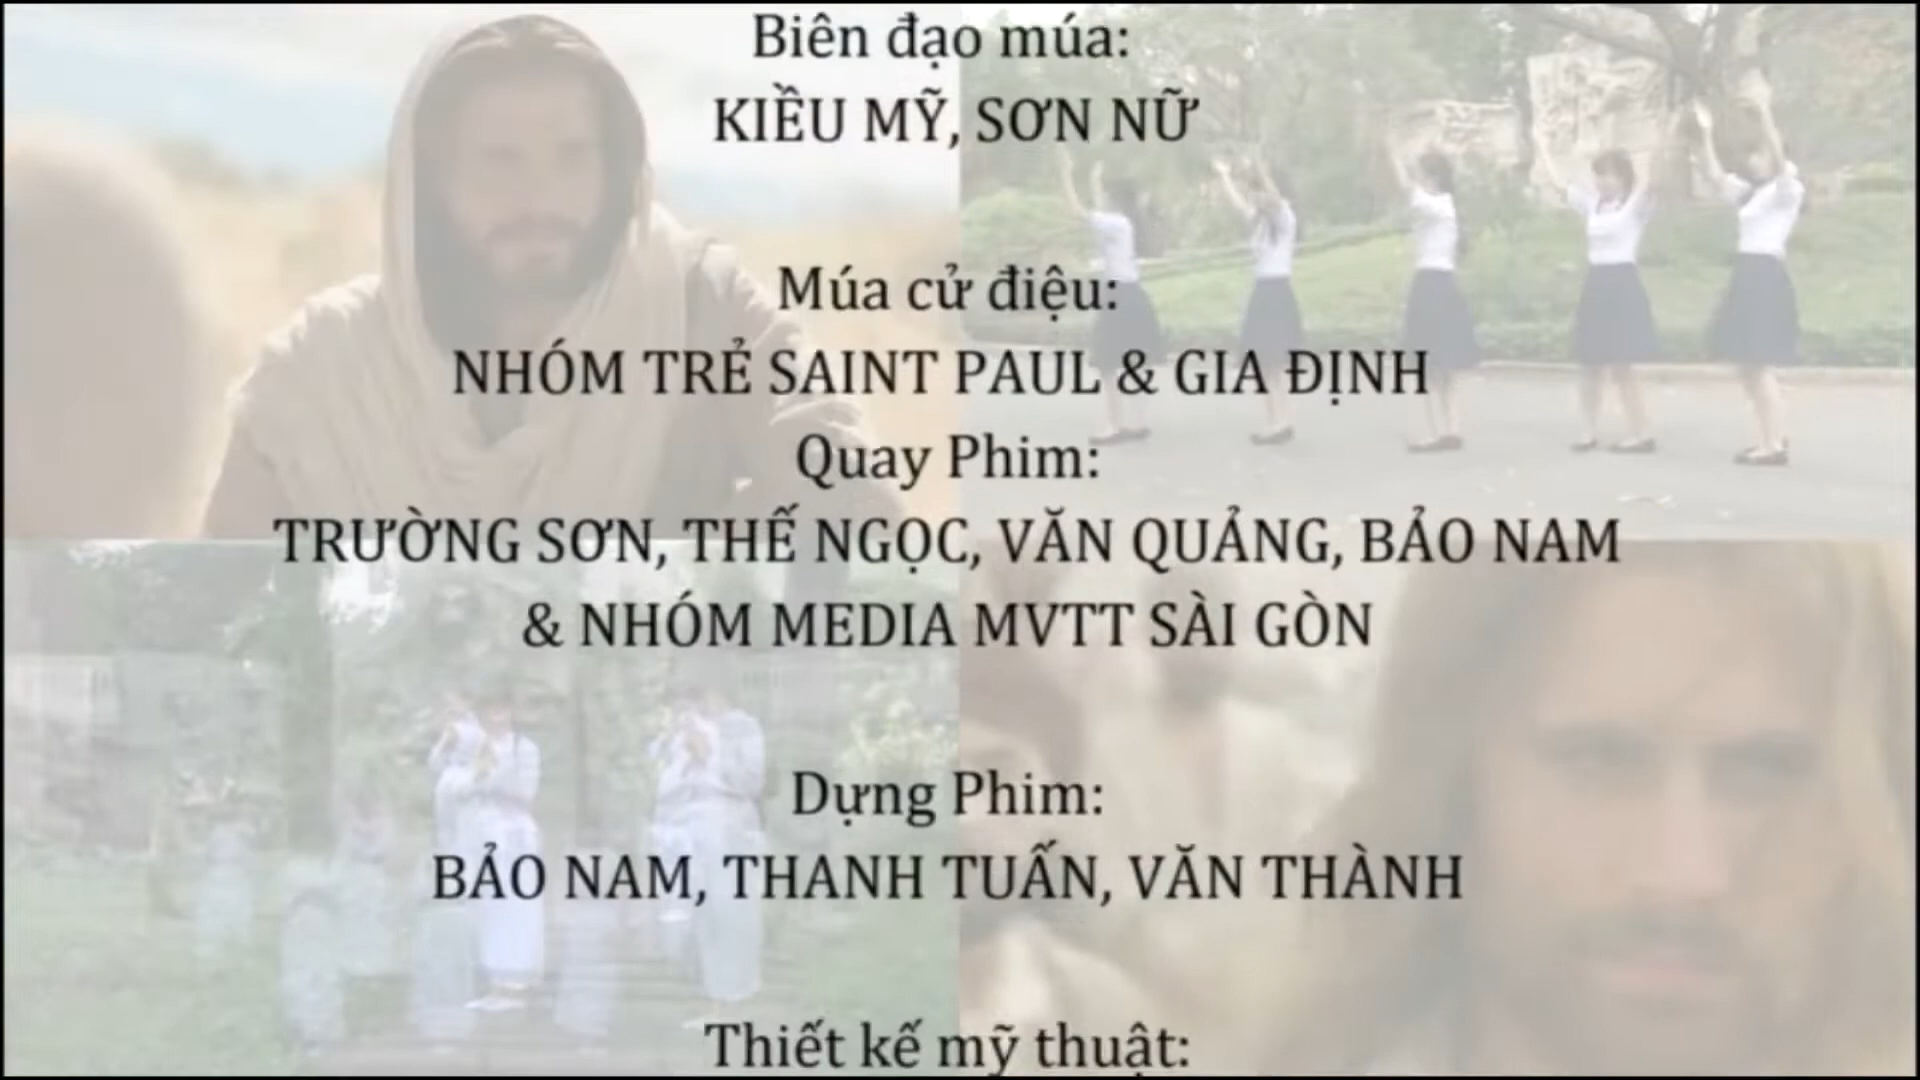 Biên đạo múa:
KIỀU MỸ, SƠN NỮ
Múa cử điệu:
NHÓM TRẺ SAINT PAUL & GIA ĐỊNH
Quay Phim:
TRƯỜNG SƠN, THẾ NGỌC, VĂN QUẢNG, BẢO NAM
& NHÓM MEDIA MVTT SÀI GÒN
Dựng Phim:
BẢO NAM, THANH TUẤN, VĂN THÀNH
Thiết kế mỹ thuật: